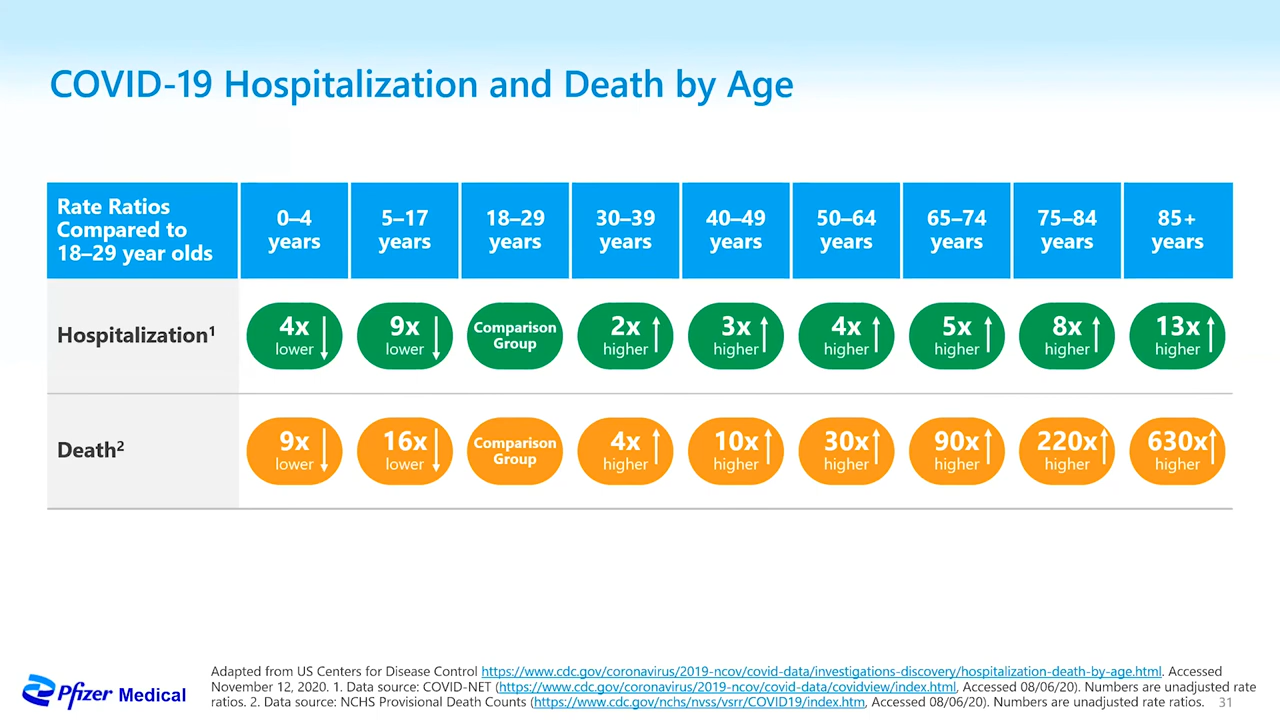 COVID-19 Hospitalization and Death by Age
Rate Ratios
Compared to
18–29 year olds
0–4
years
5–17
years
18–29
years
30–39
years
40–49
years
50–64
years
65–74
years
75–84
years
85+
years
Hospitalization¹
4x
lower
9x
lower
Comparison
Group
2x
higher
3x
higher
4x
higher
5x
higher
8x
higher
13x
higher
Death²
9x
lower
16x
lower
Comparison
Group
4x
higher
10x
higher
30x
higher
90x
higher
220x
higher
630x
higher
Pfizer Medical
Adapted from US Centers for Disease Control https://www.cdc.gov/coronavirus/2019-ncov/covid-data/investigations-discovery/hospitalization-death-by-age.html. Accessed
November 12, 2020. 1. Data source: COVID-NET (https://www.cdc.gov/coronavirus/2019-ncov/covid-data/covidview/index.html, Accessed 08/06/20). Numbers are unadjusted rate
ratios. 2. Data source: NCHS Provisional Death Counts (https://www.cdc.gov/nchs/nvss/vsrr/COVID19/index.htm, Accessed 08/06/20). Numbers are unadjusted rate ratios.
31